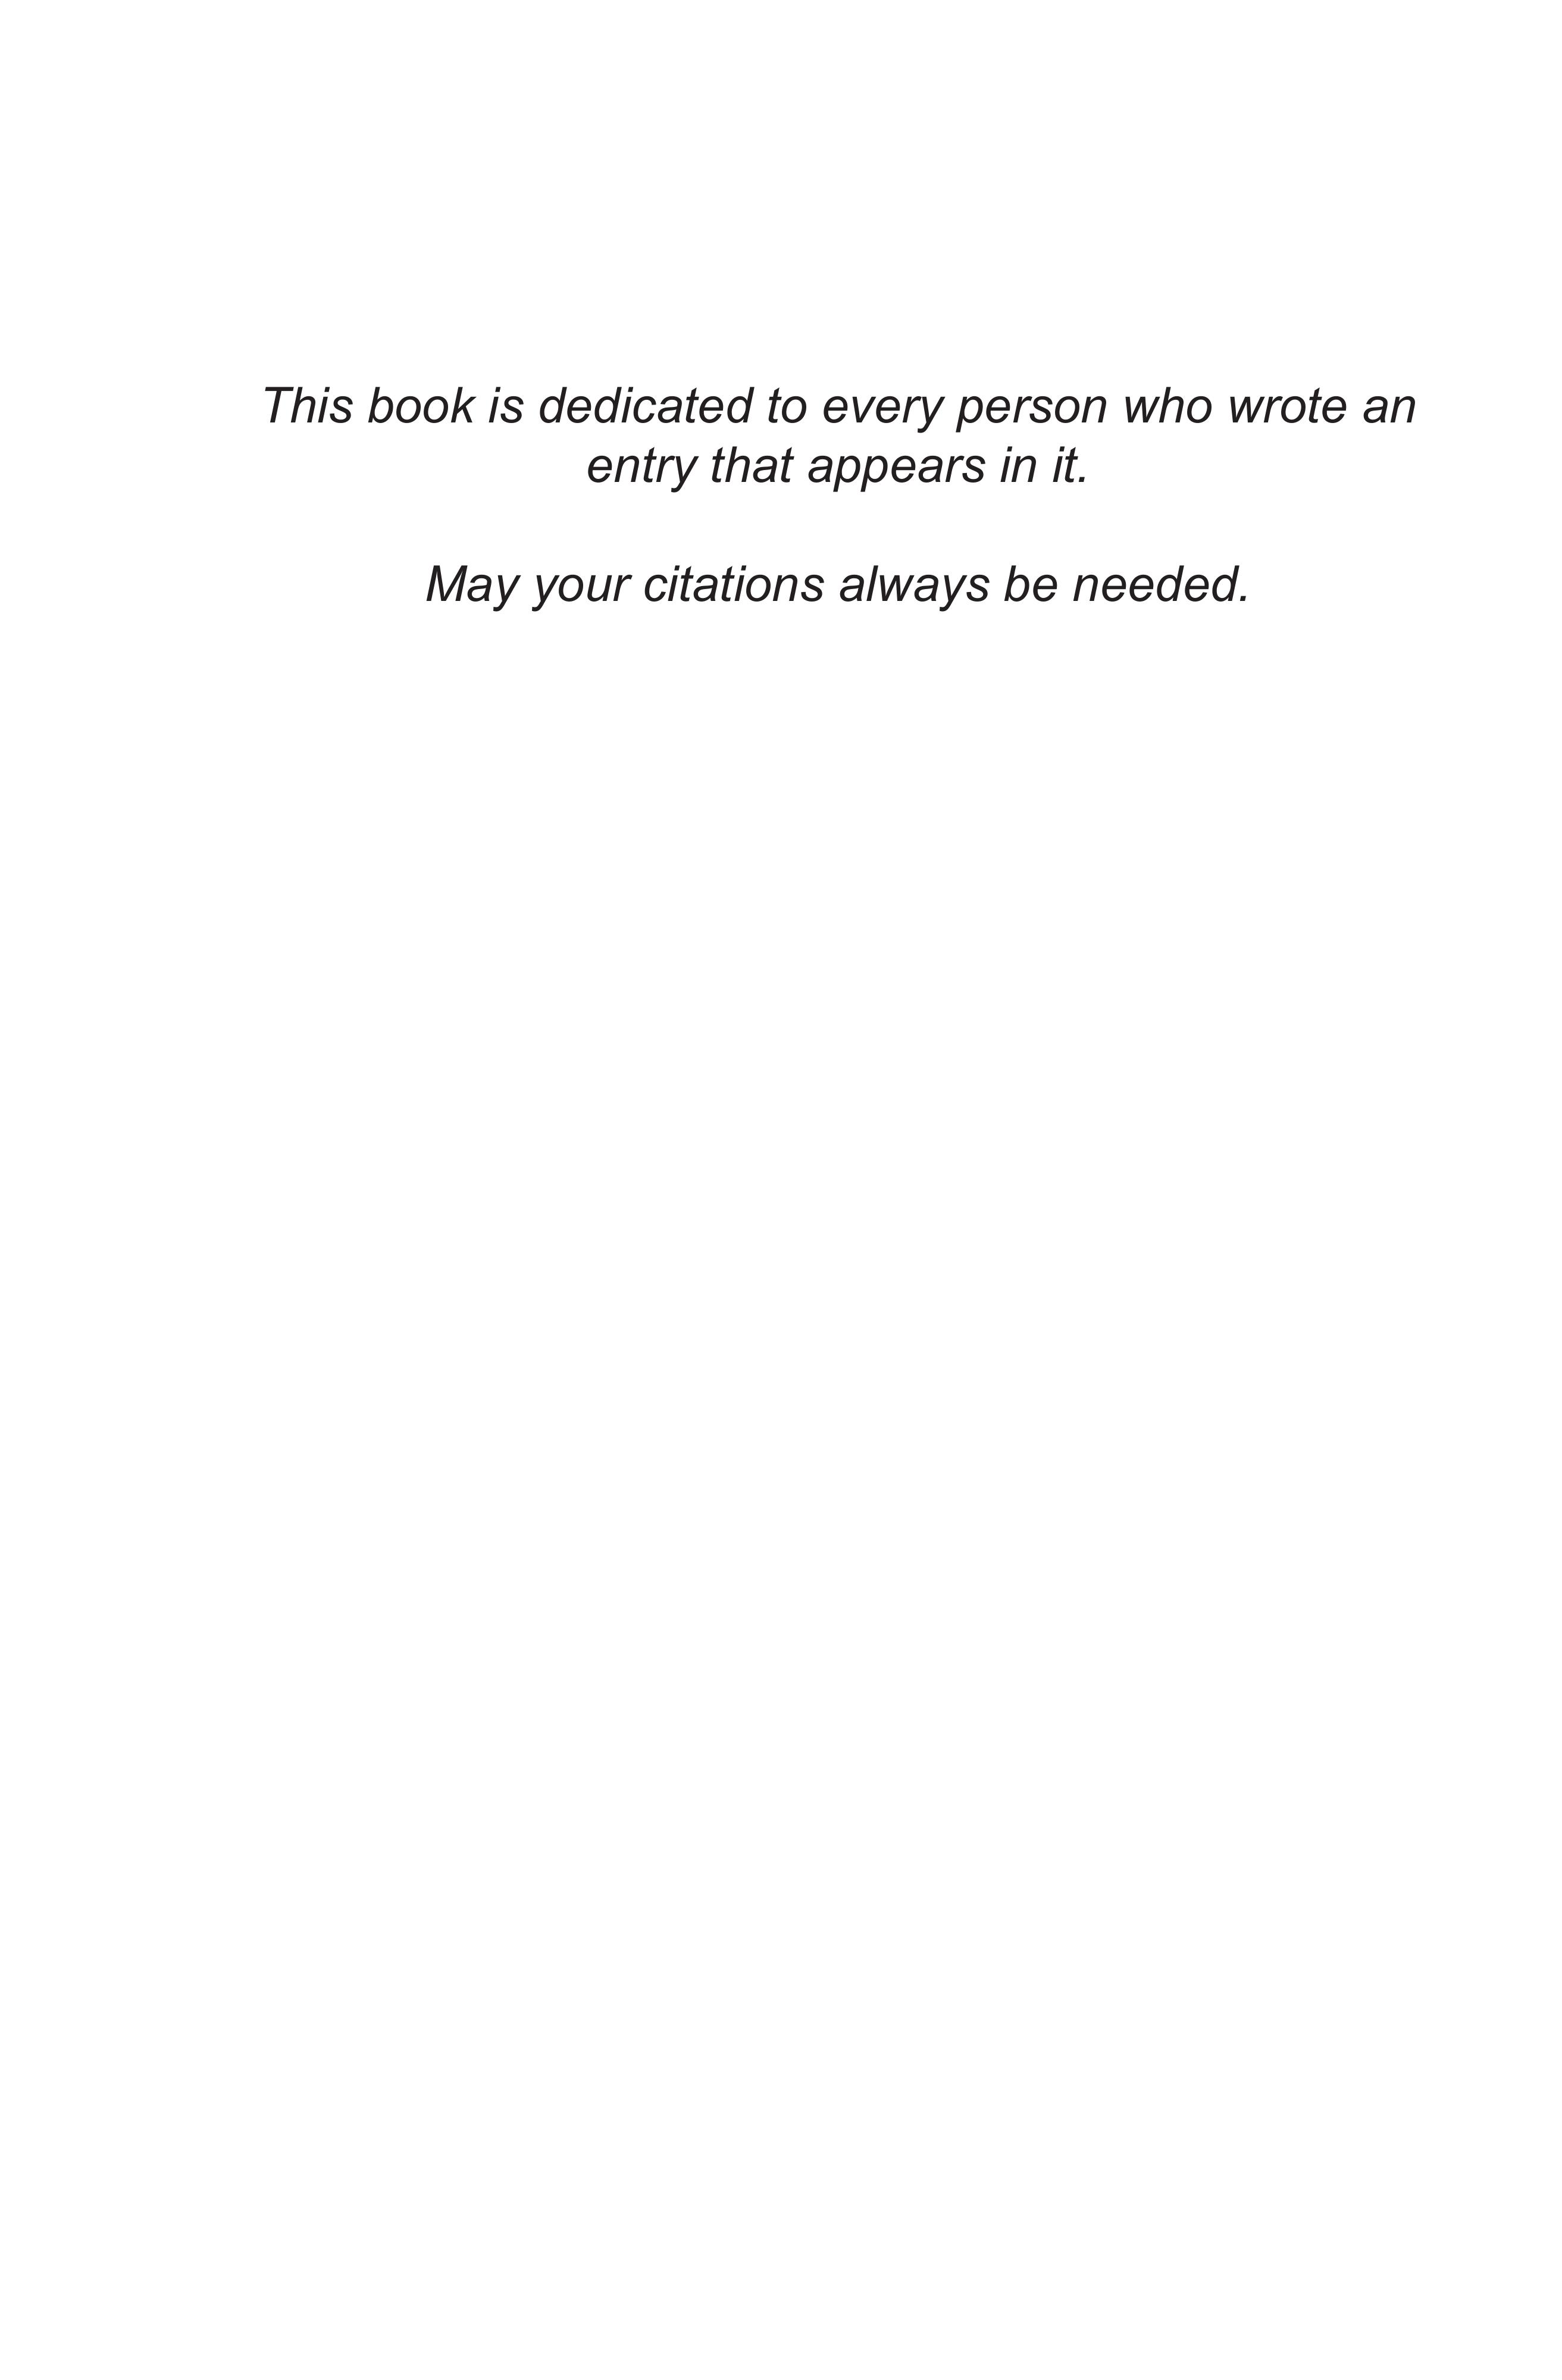 This book is dedicated to every person who wrote an
entry that appears in it.
May your citations always be needed.